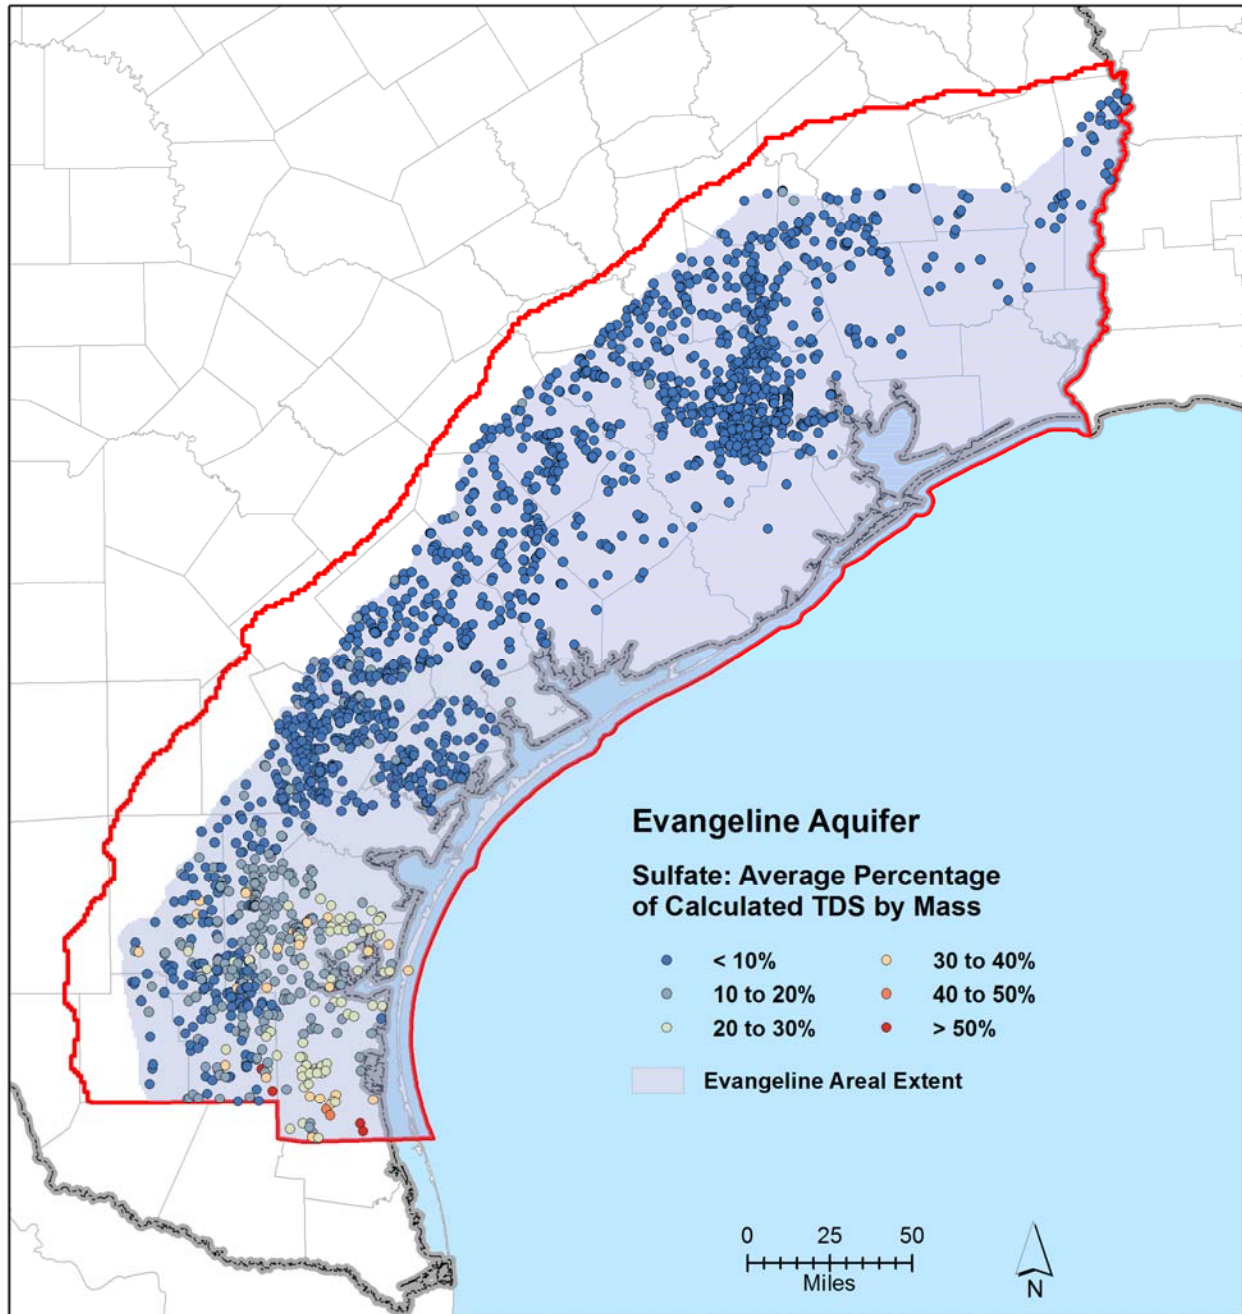 Evangeline Aquifer
Sulfate: Average Percentage
of Calculated TDS by Mass
< 10%
30 to 40%
10 to 20%
40 to 50%
20 to 30%
> 50%
Evangeline Areal Extent
0 25 50
Miles
N